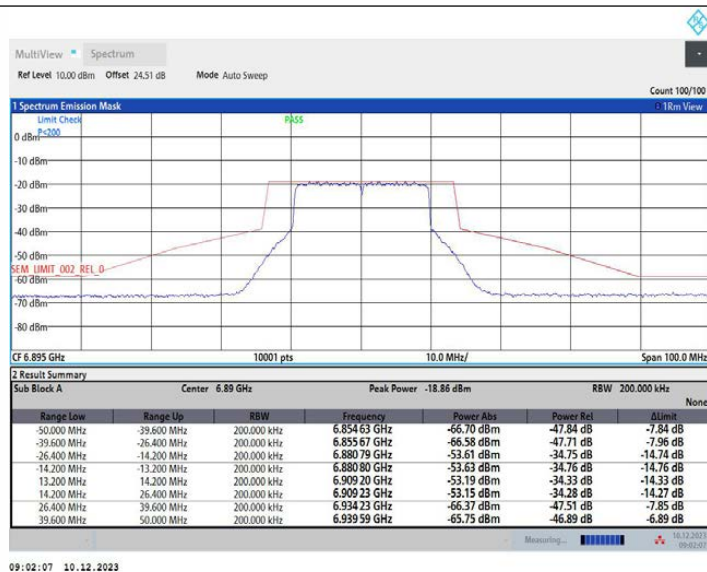 MultiView Spectrum
Ref Level 10.00 dBm Offset 24.51 dB Mode Auto Sweep
Count 100/100
1 Spectrum Emission Mask 1Rm View
Limit Check PASS
P<200
0 dBm
-10 dBm
-20 dBm
-30 dBm
-40 dBm
-50 dBm
SEM_LIMIT_002_REL_0
-60 dBm
-70 dBm
-80 dBm
CF 6.895 GHz 10001 pts 10.0 MHz/ Span 100.0 MHz
2 Result Summary
Sub Block A Center 6.89 GHz Peak Power -18.86 dBm RBW 200.000 kHz
None
Range Low Range Up RBW Frequency Power Abs Power Rel ΔLimit
-50.000 MHz -39.600 MHz 200.000 kHz 6.854 63 GHz -66.70 dBm -47.84 dB -7.84 dB
-39.600 MHz -26.400 MHz 200.000 kHz 6.855 67 GHz -66.58 dBm -47.71 dB -7.96 dB
-26.400 MHz -14.200 MHz 200.000 kHz 6.880 79 GHz -53.61 dBm -34.75 dB -14.74 dB
-14.200 MHz -13.200 MHz 200.000 kHz 6.880 80 GHz -53.63 dBm -34.76 dB -14.76 dB
13.200 MHz 14.200 MHz 200.000 kHz 6.909 20 GHz -53.19 dBm -34.33 dB -14.33 dB
14.200 MHz 26.400 MHz 200.000 kHz 6.909 23 GHz -53.15 dBm -34.28 dB -14.27 dB
26.400 MHz 39.600 MHz 200.000 kHz 6.934 23 GHz -66.37 dBm -47.51 dB -7.85 dB
39.600 MHz 50.000 MHz 200.000 kHz 6.939 59 GHz -65.75 dBm -46.89 dB -6.89 dB
Measuring... 10.12.2023
09:02:07
09:02:07 10.12.2023